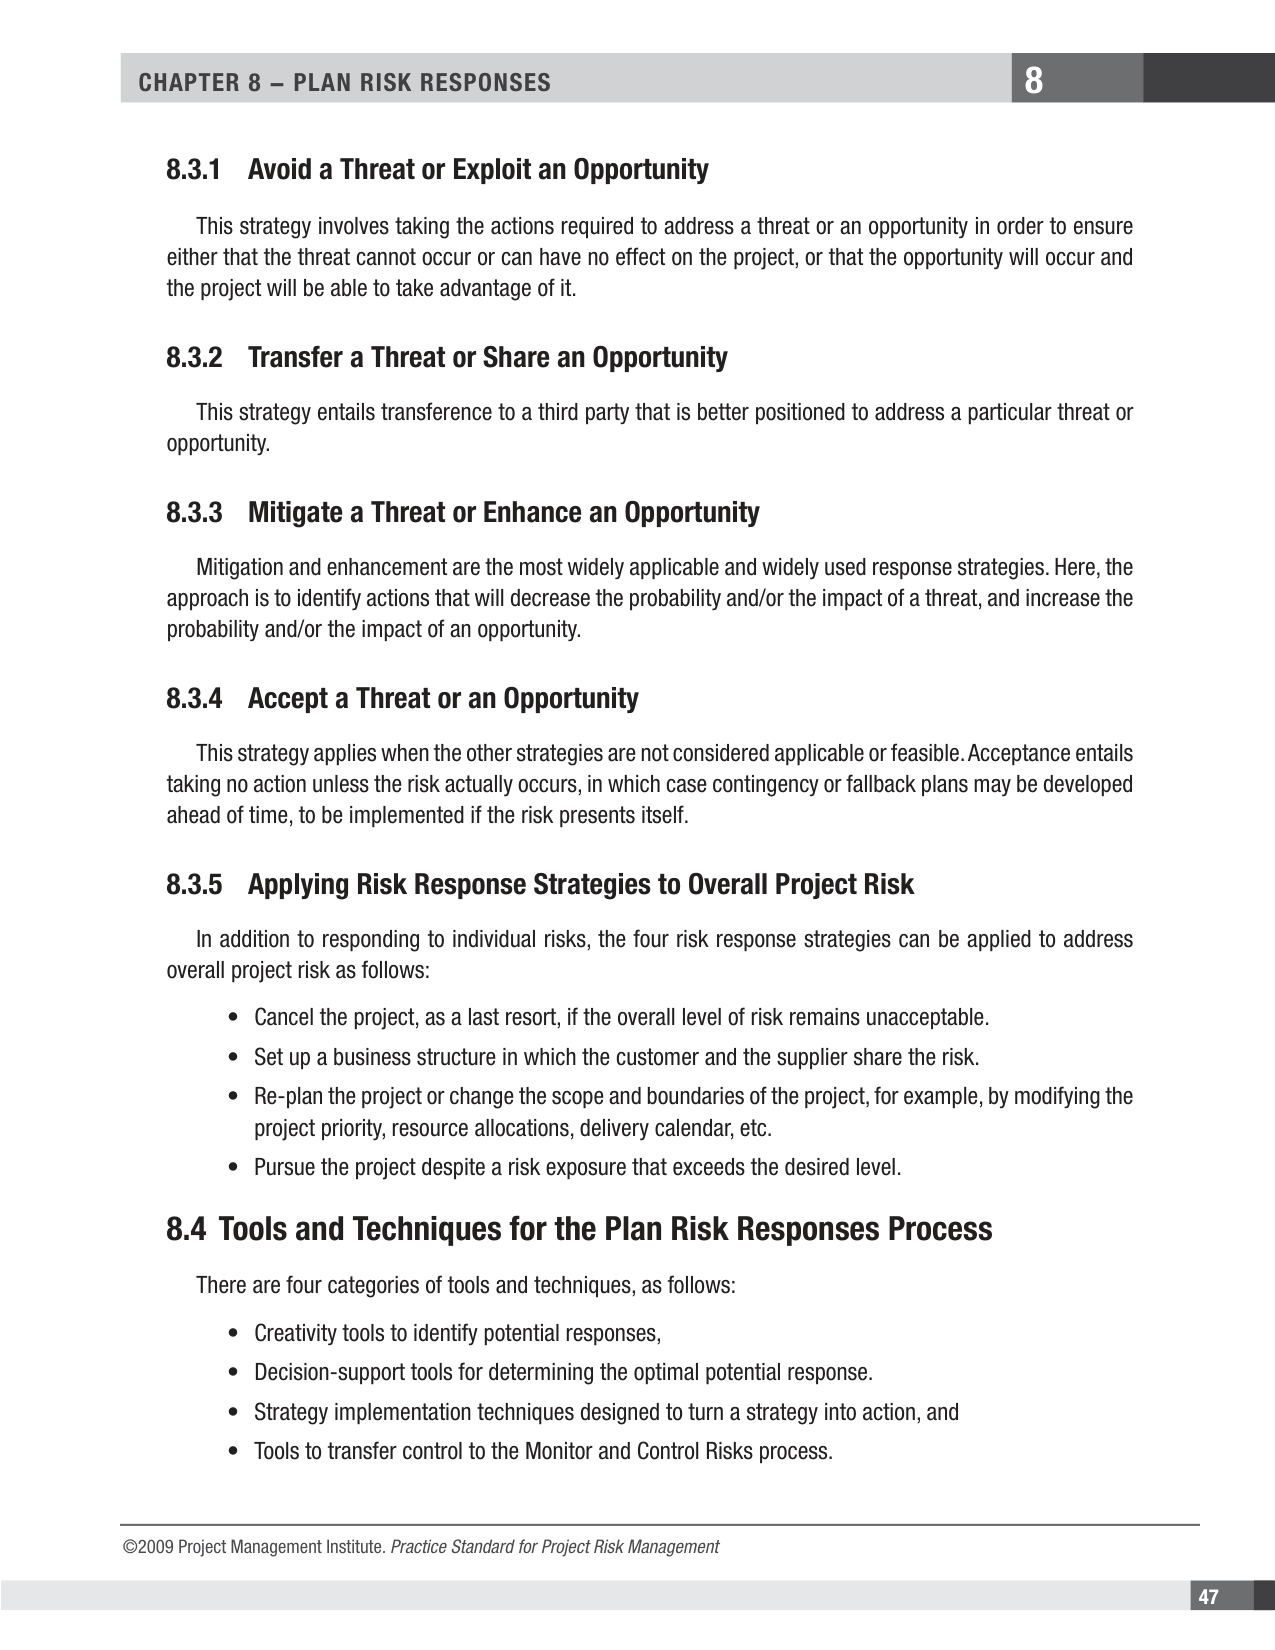 CHAPTER 8 – PLAN RISK RESPONSES
8
8.3.1 Avoid a Threat or Exploit an Opportunity
This strategy involves taking the actions required to address a threat or an opportunity in order to ensure
either that the threat cannot occur or can have no effect on the project, or that the opportunity will occur and
the project will be able to take advantage of it.
8.3.2 Transfer a Threat or Share an Opportunity
This strategy entails transference to a third party that is better positioned to address a particular threat or
opportunity.
8.3.3 Mitigate a Threat or Enhance an Opportunity
Mitigation and enhancement are the most widely applicable and widely used response strategies. Here, the
approach is to identify actions that will decrease the probability and/or the impact of a threat, and increase the
probability and/or the impact of an opportunity.
8.3.4 Accept a Threat or an Opportunity
This strategy applies when the other strategies are not considered applicable or feasible. Acceptance entails
taking no action unless the risk actually occurs, in which case contingency or fallback plans may be developed
ahead of time, to be implemented if the risk presents itself.
8.3.5 Applying Risk Response Strategies to Overall Project Risk
In addition to responding to individual risks, the four risk response strategies can be applied to address
overall project risk as follows:
• Cancel the project, as a last resort, if the overall level of risk remains unacceptable.
• Set up a business structure in which the customer and the supplier share the risk.
• Re-plan the project or change the scope and boundaries of the project, for example, by modifying the
project priority, resource allocations, delivery calendar, etc.
• Pursue the project despite a risk exposure that exceeds the desired level.
8.4 Tools and Techniques for the Plan Risk Responses Process
There are four categories of tools and techniques, as follows:
• Creativity tools to identify potential responses,
• Decision-support tools for determining the optimal potential response.
• Strategy implementation techniques designed to turn a strategy into action, and
• Tools to transfer control to the Monitor and Control Risks process.
©2009 Project Management Institute. Practice Standard for Project Risk Management
47